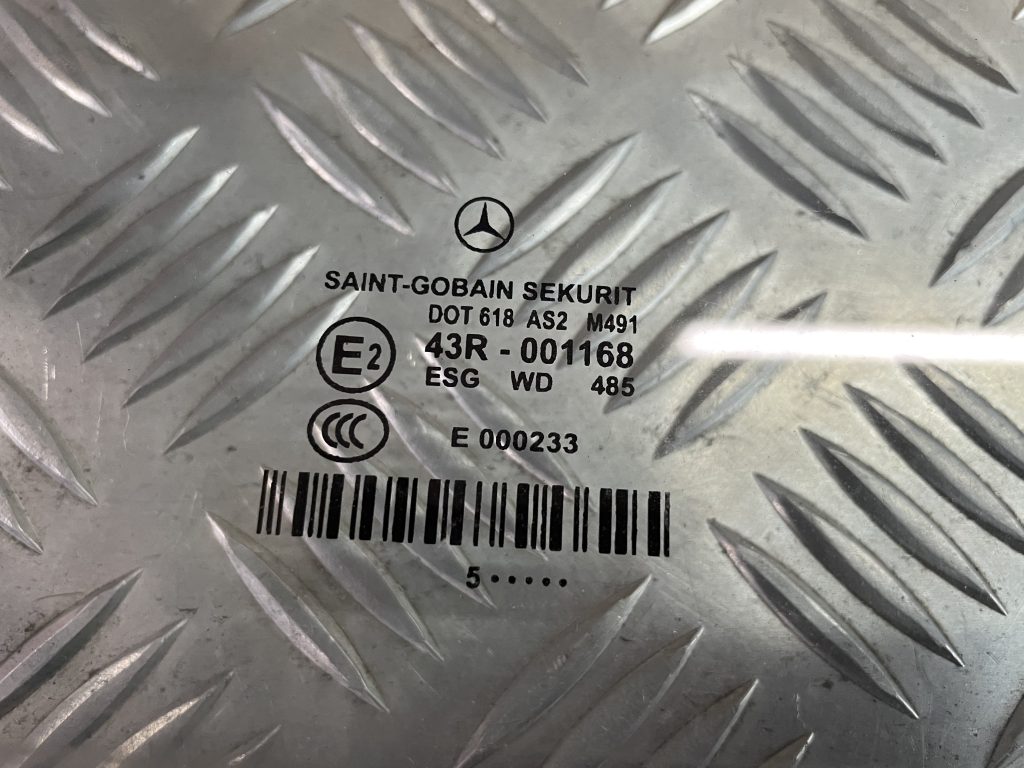 SAINT-GOBAIN SEKURIT
DOT 618 AS2 M491
E2 43R - 001168
ESG WD 485
CCC E 000233
5 • • • • •